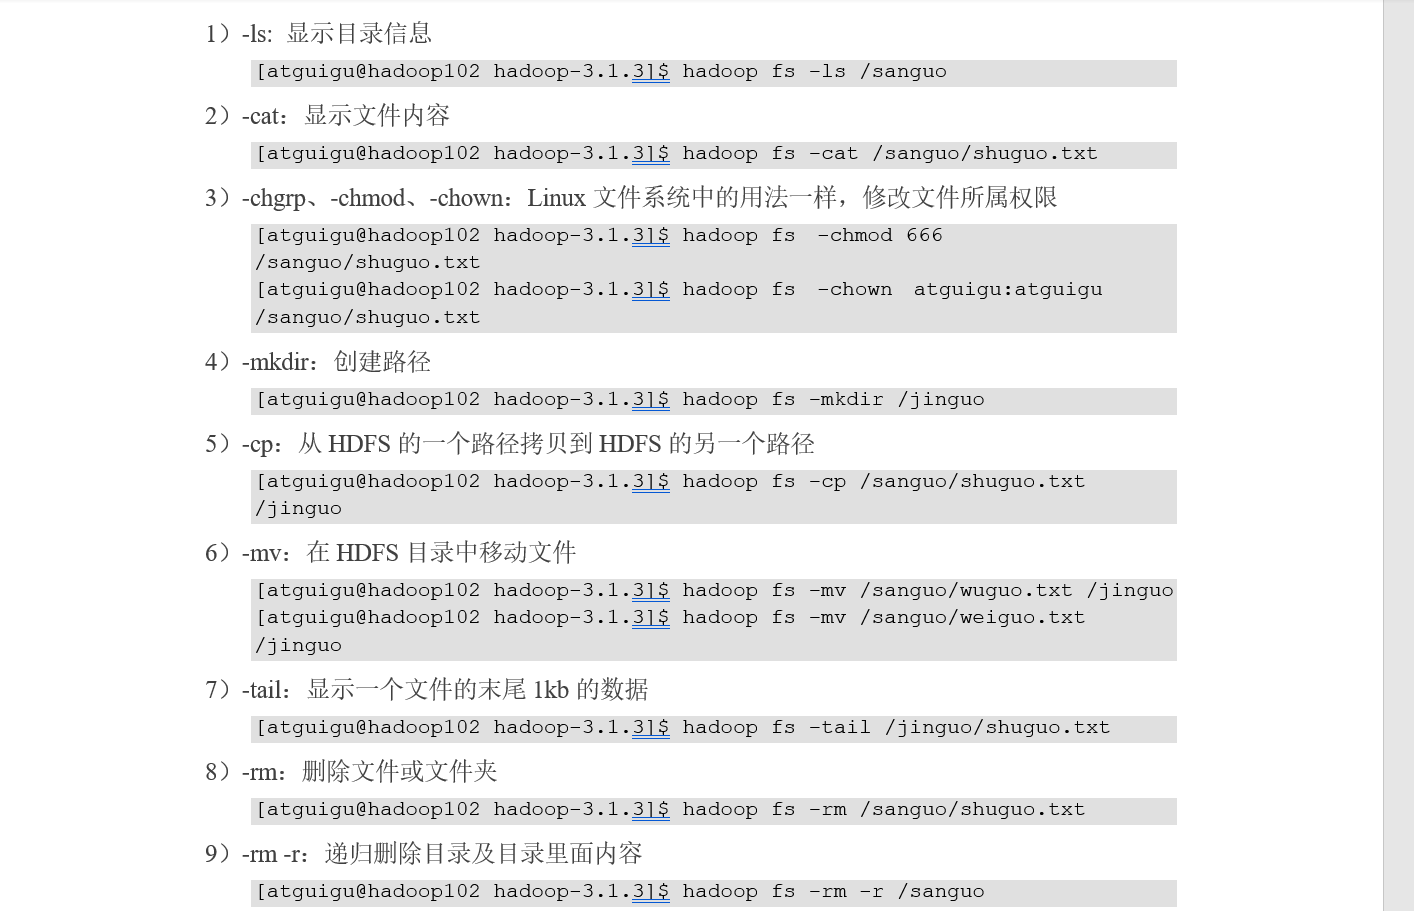 1）-ls: 显示目录信息
[atguigu@hadoop102 hadoop-3.1.3]$ hadoop fs -ls /sanguo
2）-cat：显示文件内容
[atguigu@hadoop102 hadoop-3.1.3]$ hadoop fs -cat /sanguo/shuguo.txt
3）-chgrp、-chmod、-chown：Linux 文件系统中的用法一样，修改文件所属权限
[atguigu@hadoop102 hadoop-3.1.3]$ hadoop fs  -chmod 666
/sanguo/shuguo.txt
[atguigu@hadoop102 hadoop-3.1.3]$ hadoop fs  -chown  atguigu:atguigu
/sanguo/shuguo.txt
4）-mkdir：创建路径
[atguigu@hadoop102 hadoop-3.1.3]$ hadoop fs -mkdir /jinguo
5）-cp：从 HDFS 的一个路径拷贝到 HDFS 的另一个路径
[atguigu@hadoop102 hadoop-3.1.3]$ hadoop fs -cp /sanguo/shuguo.txt
/jinguo
6）-mv：在 HDFS 目录中移动文件
[atguigu@hadoop102 hadoop-3.1.3]$ hadoop fs -mv /sanguo/wuguo.txt /jinguo
[atguigu@hadoop102 hadoop-3.1.3]$ hadoop fs -mv /sanguo/weiguo.txt
/jinguo
7）-tail：显示一个文件的末尾 1kb 的数据
[atguigu@hadoop102 hadoop-3.1.3]$ hadoop fs -tail /jinguo/shuguo.txt
8）-rm：删除文件或文件夹
[atguigu@hadoop102 hadoop-3.1.3]$ hadoop fs -rm /sanguo/shuguo.txt
9）-rm -r：递归删除目录及目录里面内容
[atguigu@hadoop102 hadoop-3.1.3]$ hadoop fs -rm -r /sanguo